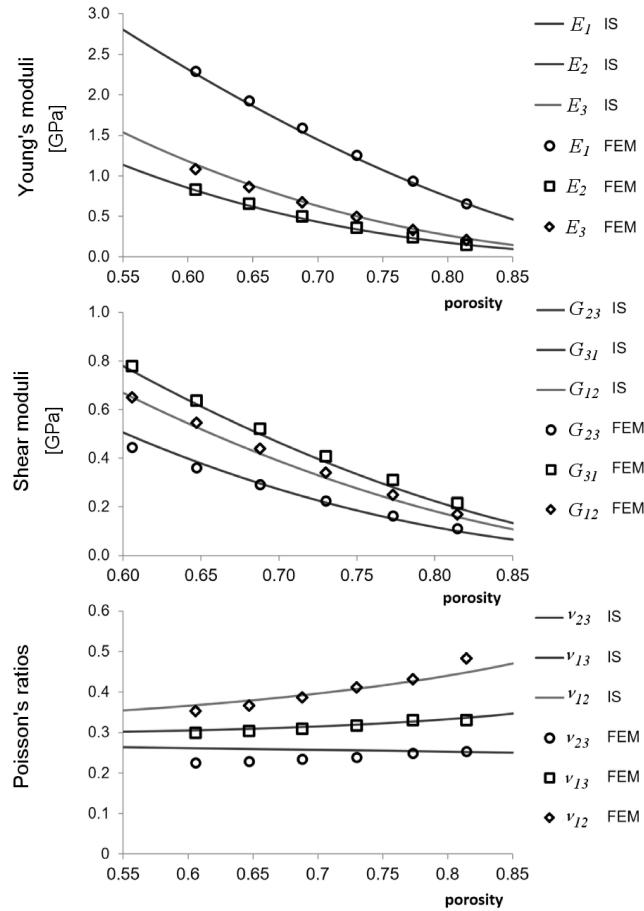 Young's moduli
[GPa]
3.0
2.5
2.0
1.5
1.0
0.5
0.0
0.55 0.60 0.65 0.70 0.75 0.80 0.85
porosity
E1 IS
E2 IS
E3 IS
E1 FEM
E2 FEM
E3 FEM
Shear moduli
[GPa]
1.0
0.8
0.6
0.4
0.2
0.0
0.60 0.65 0.70 0.75 0.80 0.85
porosity
G23 IS
G31 IS
G12 IS
G23 FEM
G31 FEM
G12 FEM
Poisson's ratios
0.6
0.5
0.4
0.3
0.2
0.1
0
0.55 0.6 0.65 0.7 0.75 0.8 0.85
porosity
ν23 IS
ν13 IS
ν12 IS
ν23 FEM
ν13 FEM
ν12 FEM